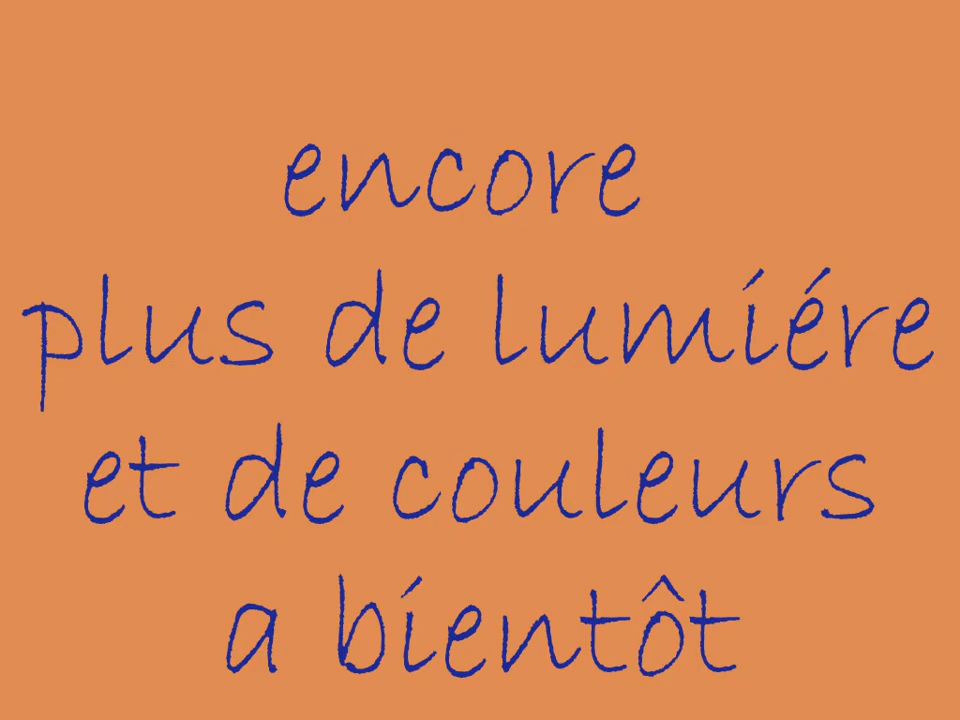 encore
plus de lumiére
et de couleurs
a bientôt